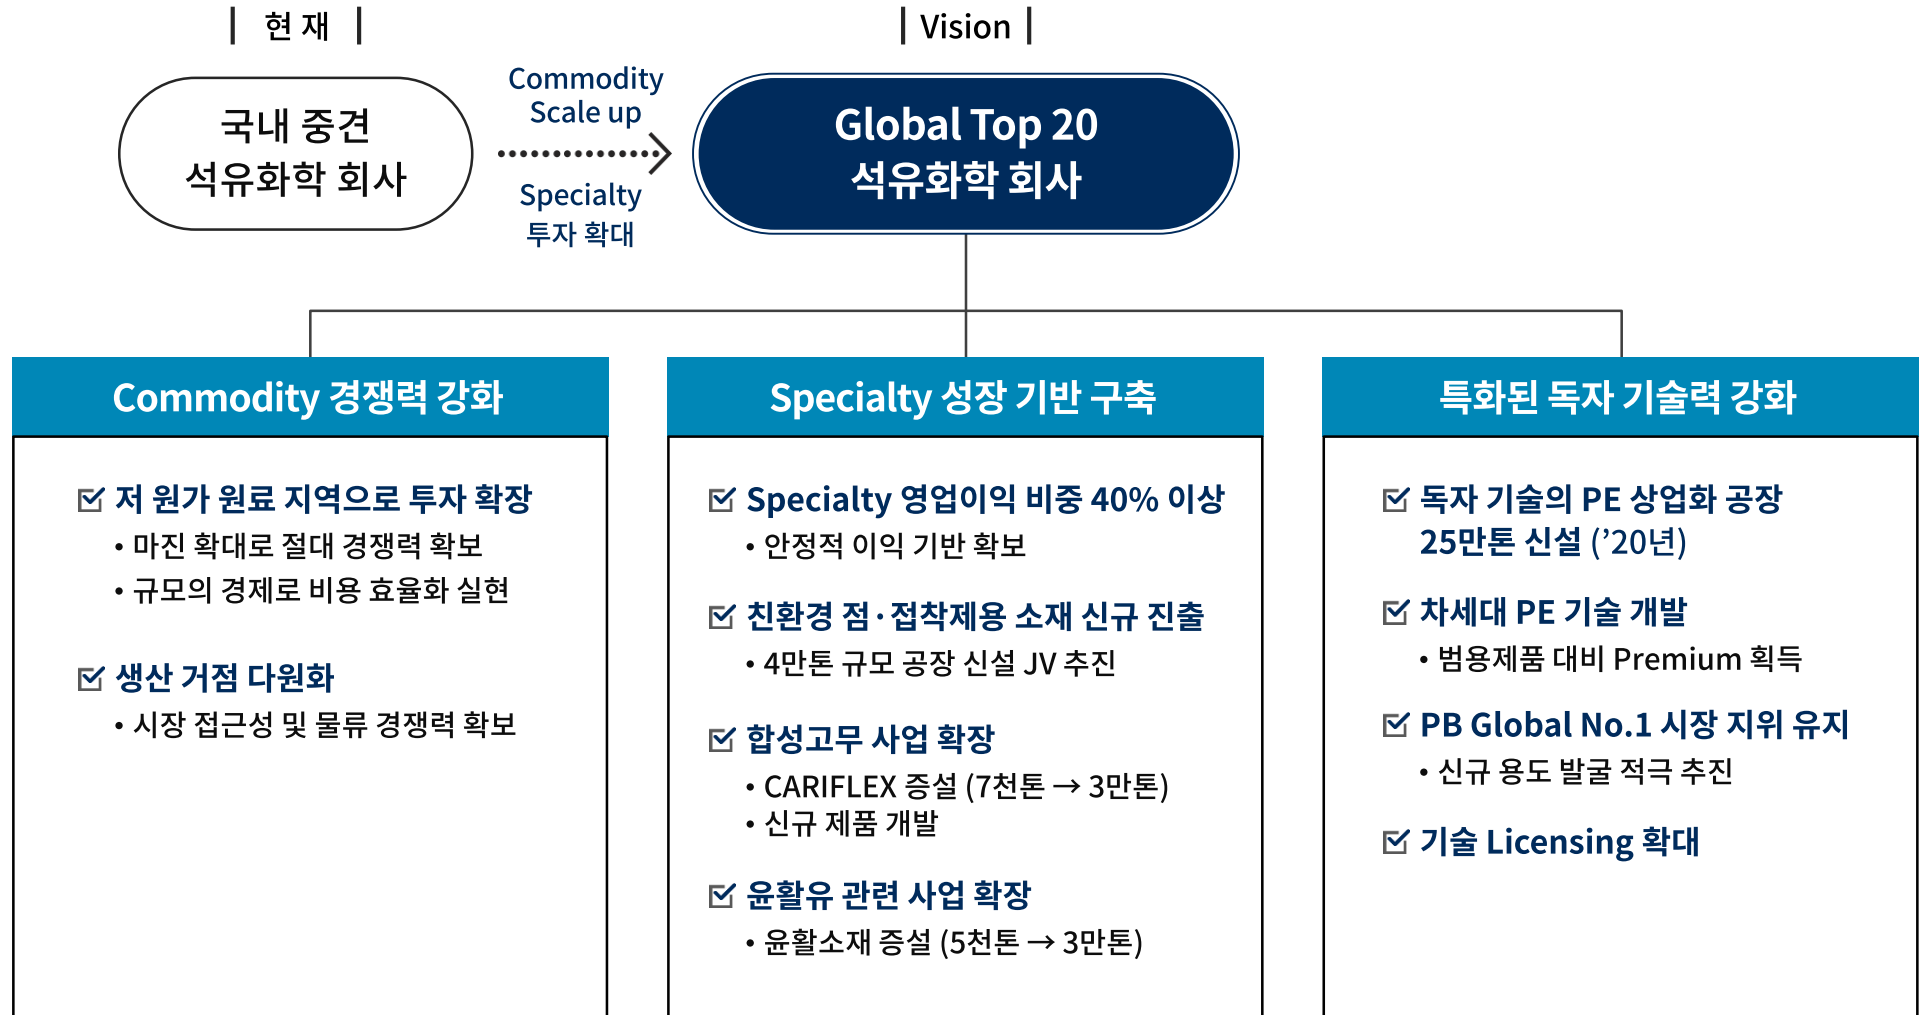 | 현 재 |
국내 중견
석유화학 회사
Commodity
Scale up
Specialty
투자 확대
| Vision |
Global Top 20
석유화학 회사
Commodity 경쟁력 강화
저 원가 원료 지역으로 투자 확장
• 마진 확대로 절대 경쟁력 확보
• 규모의 경제로 비용 효율화 실현
생산 거점 다원화
• 시장 접근성 및 물류 경쟁력 확보
Specialty 성장 기반 구축
Specialty 영업이익 비중 40% 이상
• 안정적 이익 기반 확보
친환경 점·접착제용 소재 신규 진출
• 4만톤 규모 공장 신설 JV 추진
합성고무 사업 확장
• CARIFLEX 증설 (7천톤 → 3만톤)
• 신규 제품 개발
윤활유 관련 사업 확장
• 윤활소재 증설 (5천톤 → 3만톤)
특화된 독자 기술력 강화
독자 기술의 PE 상업화 공장
25만톤 신설 (’20년)
차세대 PE 기술 개발
• 범용제품 대비 Premium 획득
PB Global No.1 시장 지위 유지
• 신규 용도 발굴 적극 추진
기술 Licensing 확대